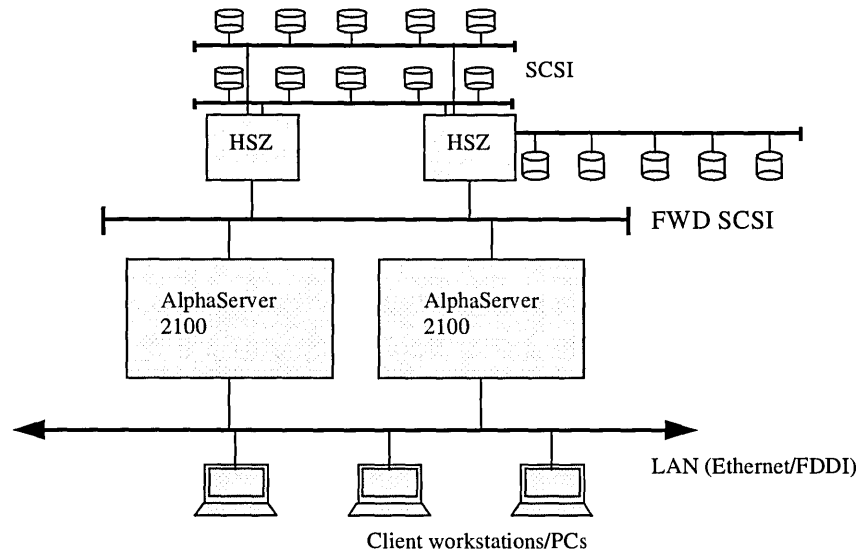 SCSI
HSZ
HSZ
FWD SCSI
AlphaServer
2100
AlphaServer
2100
LAN (Ethernet/FDDI)
Client workstations/PCs